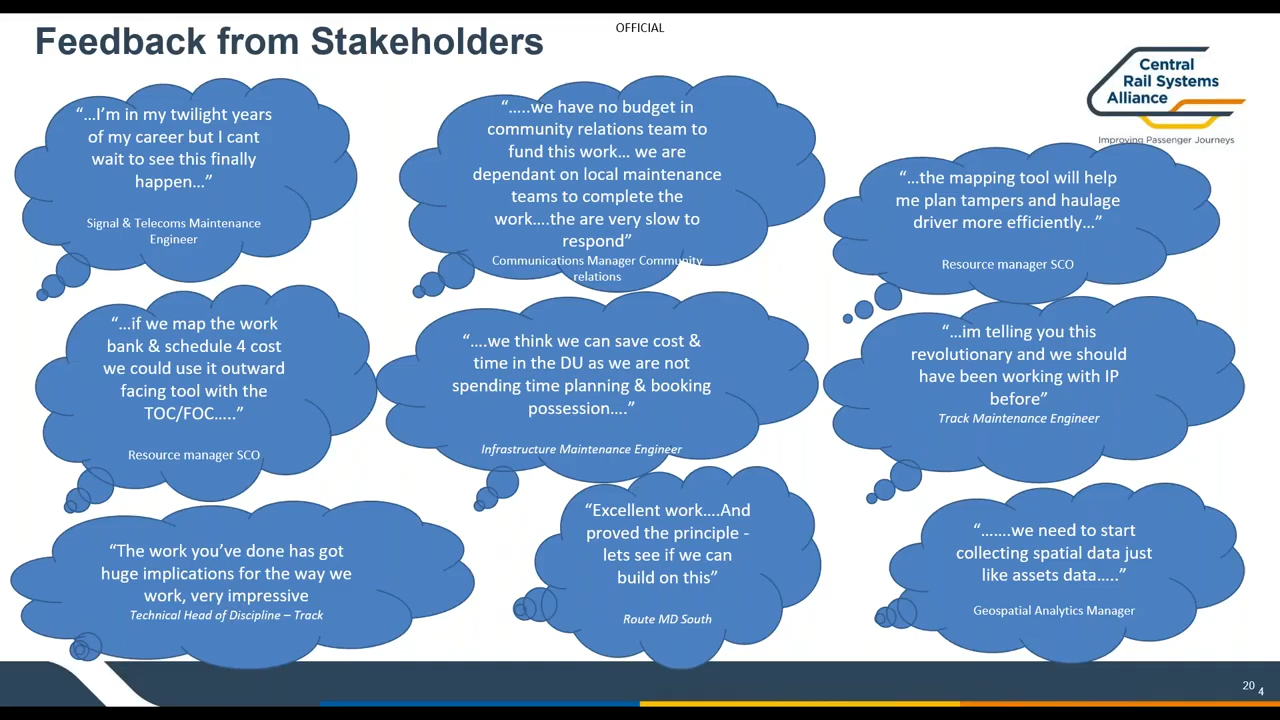 OFFICIAL
Feedback from Stakeholders
Central
Rail Systems
Alliance
Improving Passenger Journeys
“…I’m in my twilight years
of my career but I cant
wait to see this finally
happen…”
Signal & Telecoms Maintenance
Engineer
“…..we have no budget in
community relations team to
fund this work… we are
dependant on local maintenance
teams to complete the
work….the are very slow to
respond”
Communications Manager Community
relations
“…the mapping tool will help
me plan tampers and haulage
driver more efficiently…”
Resource manager SCO
“…if we map the work
bank & schedule 4 cost
we could use it outward
facing tool with the
TOC/FOC…..”
Resource manager SCO
“….we think we can save cost &
time in the DU as we are not
spending time planning & booking
possession….”
Infrastructure Maintenance Engineer
“…im telling you this
revolutionary and we should
have been working with IP
before”
Track Maintenance Engineer
“The work you’ve done has got
huge implications for the way we
work, very impressive
Technical Head of Discipline – Track
“Excellent work….And
proved the principle -
lets see if we can
build on this”
Route MD South
“…….we need to start
collecting spatial data just
like assets data…..”
Geospatial Analytics Manager
20
4